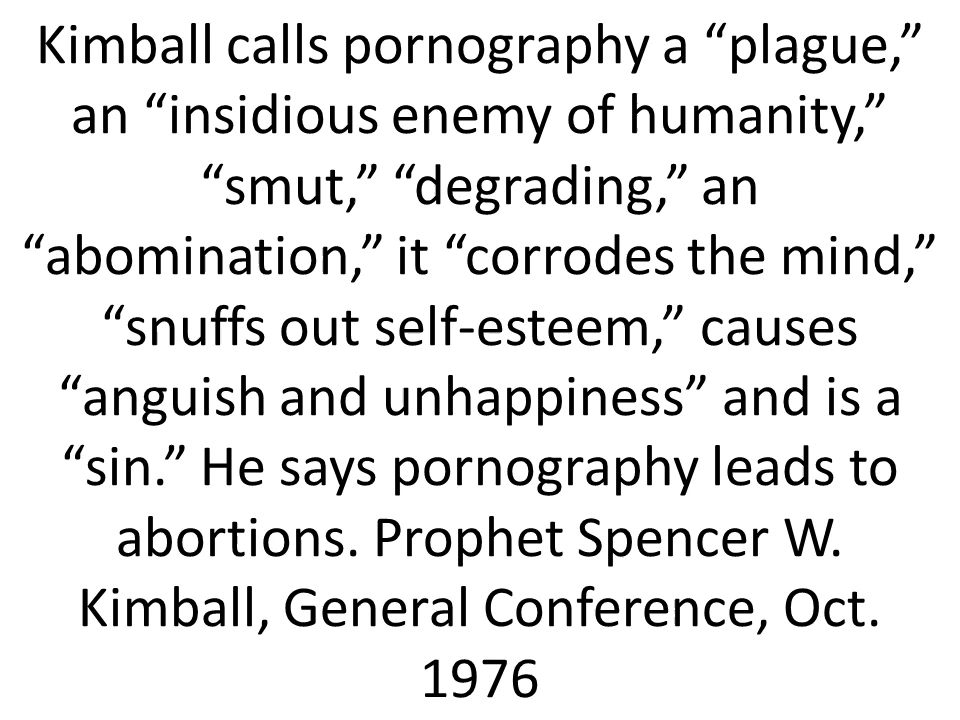 Kimball calls pornography a “plague,”
an “insidious enemy of humanity,”
“smut,” “degrading,” an
“abomination,” it “corrodes the mind,”
“snuffs out self-esteem,” causes
“anguish and unhappiness” and is a
“sin.” He says pornography leads to
abortions. Prophet Spencer W.
Kimball, General Conference, Oct.
1976